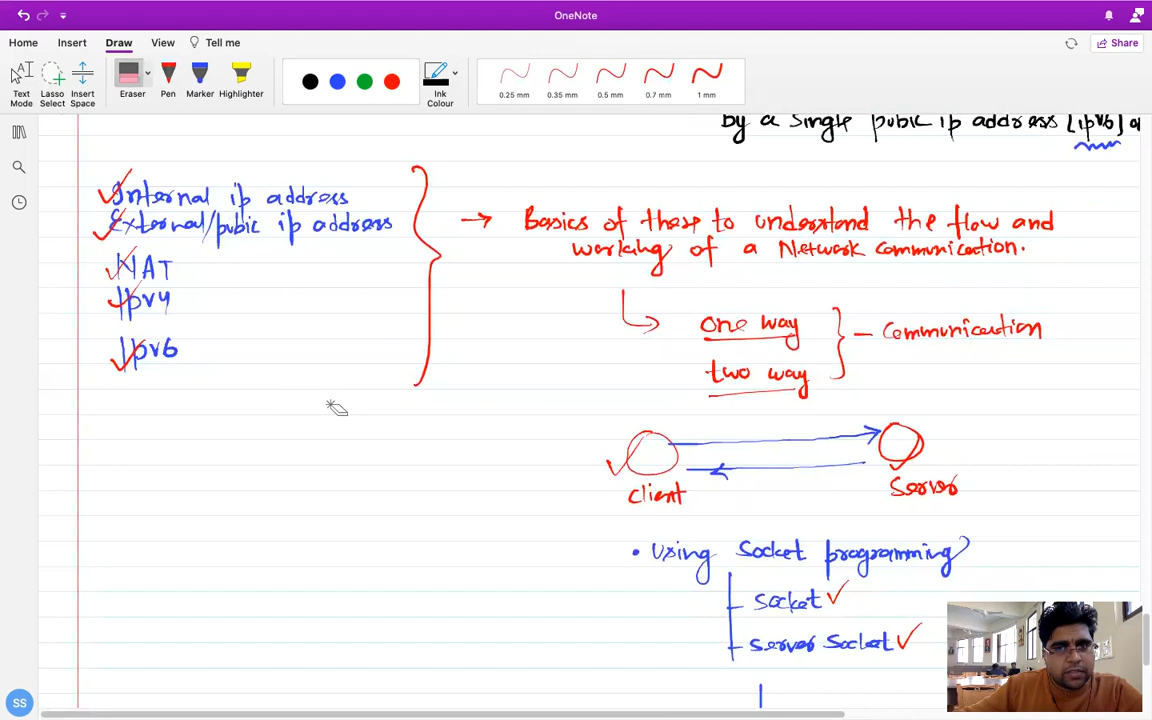 OneNote
Home Insert Draw View Tell me
Share
Eraser
Text Mode
Lasso Select
Insert Space
Eraser
Pen
Marker
Highlighter
Ink Colour
0.25 mm 0.35 mm 0.5 mm 0.7 mm 1 mm
by a single pubic ip address [ipv6] a
Internal ip address
External/pubic ip address
NAT
Ipv4
Ipv6
→ Basics of these to understand the flow and
working of a Network communication.
one way
two way
- Communication
Client
Server
• Using Socket programming
Socket ✓
Server Socket ✓
SS